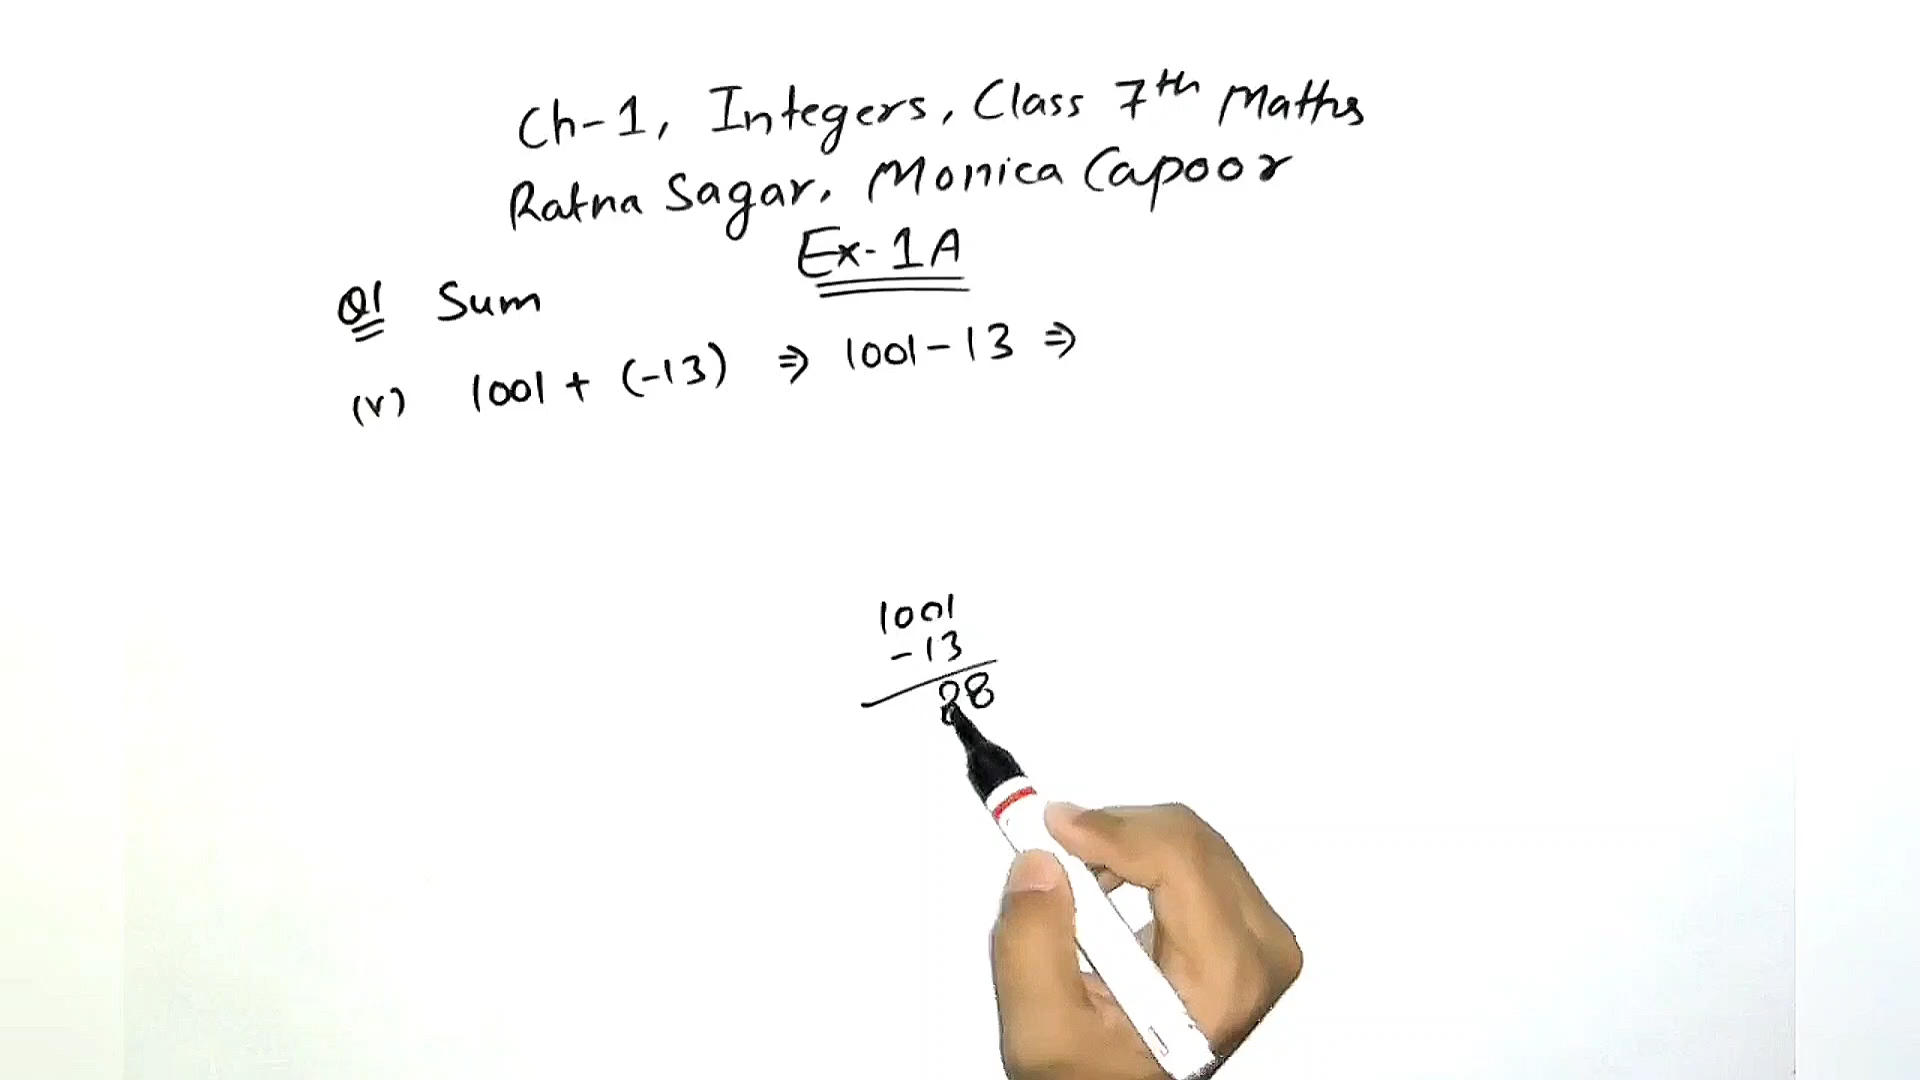 Ch-1, Integers, Class 7th Maths
Ratna Sagar, Monica Capoor
Ex-1A
Q1 Sum
(v) 1001 + (-13) ⇒ 1001 - 13 ⇒
1001
- 13
88